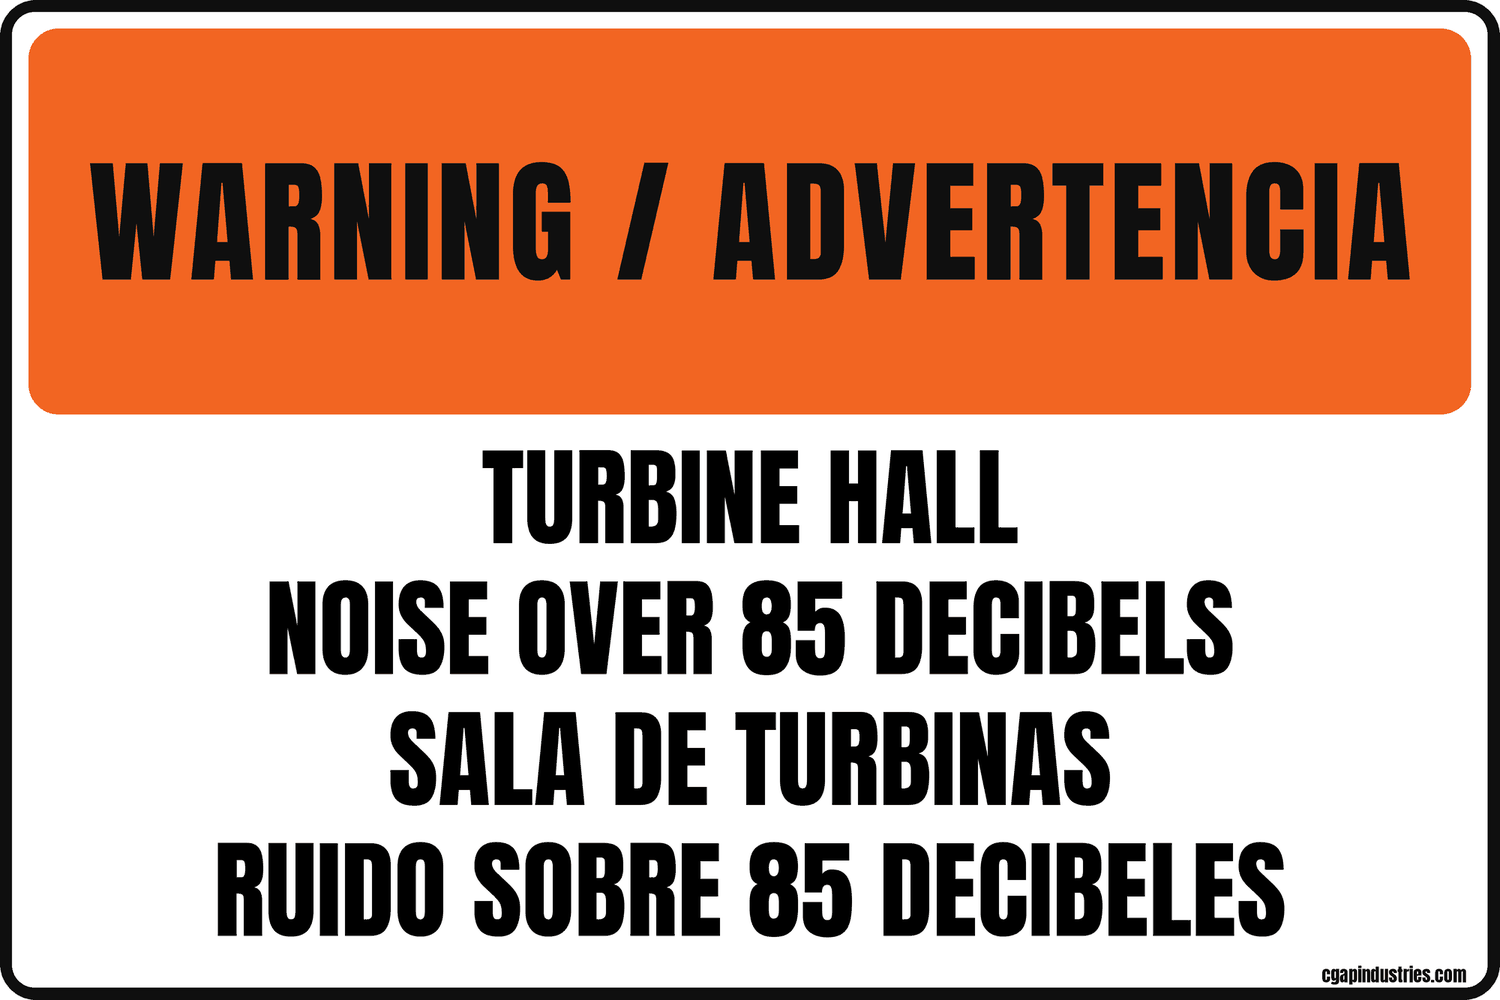 WARNING / ADVERTENCIA
TURBINE HALL
NOISE OVER 85 DECIBELS
SALA DE TURBINAS
RUIDO SOBRE 85 DECIBELES
cgapindustries.com